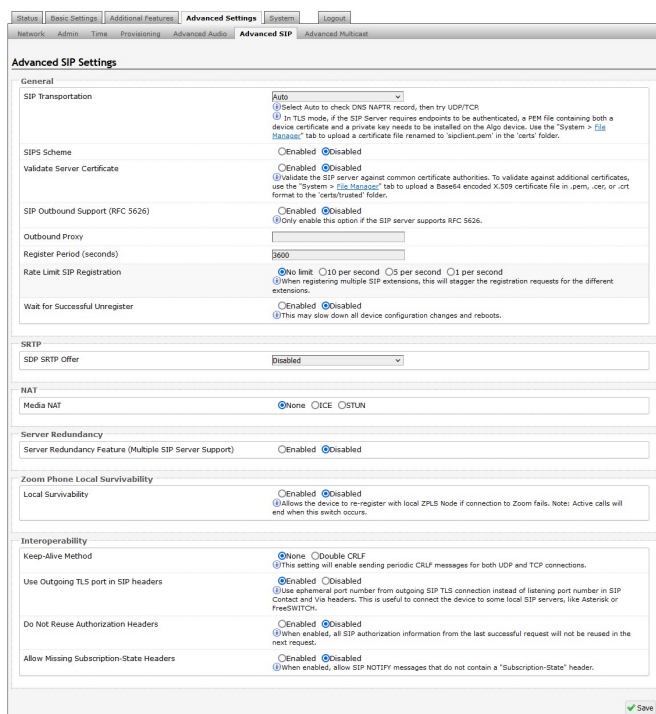 Status Basic Settings Additional Features Advanced Settings System Logout
Network Admin Time Provisioning Advanced Audio Advanced SIP Advanced Multicast
Advanced SIP Settings
General
SIP Transportation Auto
Select Auto to check DNS NAPTR record, then try UDP/TCP.
In TLS mode, if the SIP Server requires endpoints to be authenticated, a PEM file containing both a
device certificate and a private key needs to be installed on the Algo device. Use the "System > File
Manager" tab to upload a certificate file renamed to 'sipclient.pem' in the 'certs' folder.
SIPS Scheme Enabled Disabled
Validate Server Certificate Enabled Disabled
Validate the SIP server against common certificate authorities. To validate against additional certificates,
use the "System > File Manager" tab to upload a Base64 encoded X.509 certificate file in .pem, .cer, or .crt
format to the 'certs/trusted' folder.
SIP Outbound Support (RFC 5626) Enabled Disabled
Only enable this option if the SIP server supports RFC 5626.
Outbound Proxy
Register Period (seconds) 3600
Rate Limit SIP Registration No limit 10 per second 5 per second 1 per second
When registering multiple SIP extensions, this will stagger the registration requests for the different
extensions.
Wait for Successful Unregister Enabled Disabled
This may slow down all device configuration changes and reboots.
SRTP
SDP SRTP Offer Disabled
NAT
Media NAT None ICE STUN
Server Redundancy
Server Redundancy Feature (Multiple SIP Server Support) Enabled Disabled
Zoom Phone Local Survivability
Local Survivability Enabled Disabled
Allows the device to re-register with local ZPLS Node if connection to Zoom fails. Note: Active calls will
end when this switch occurs.
Interoperability
Keep-Alive Method None Double CRLF
This setting will enable sending periodic CRLF messages for both UDP and TCP connections.
Use Outgoing TLS port in SIP headers Enabled Disabled
Use ephemeral port number from outgoing SIP TLS connection instead of listening port number in SIP
Contact and Via headers. This is useful to connect the device to some local SIP servers, like Asterisk or
FreeSWITCH.
Do Not Reuse Authorization Headers Enabled Disabled
When enabled, all SIP authorization information from the last successful request will not be reused in the
next request.
Allow Missing Subscription-State Headers Enabled Disabled
When enabled, allow SIP NOTIFY messages that do not contain a "Subscription-State" header.
Save